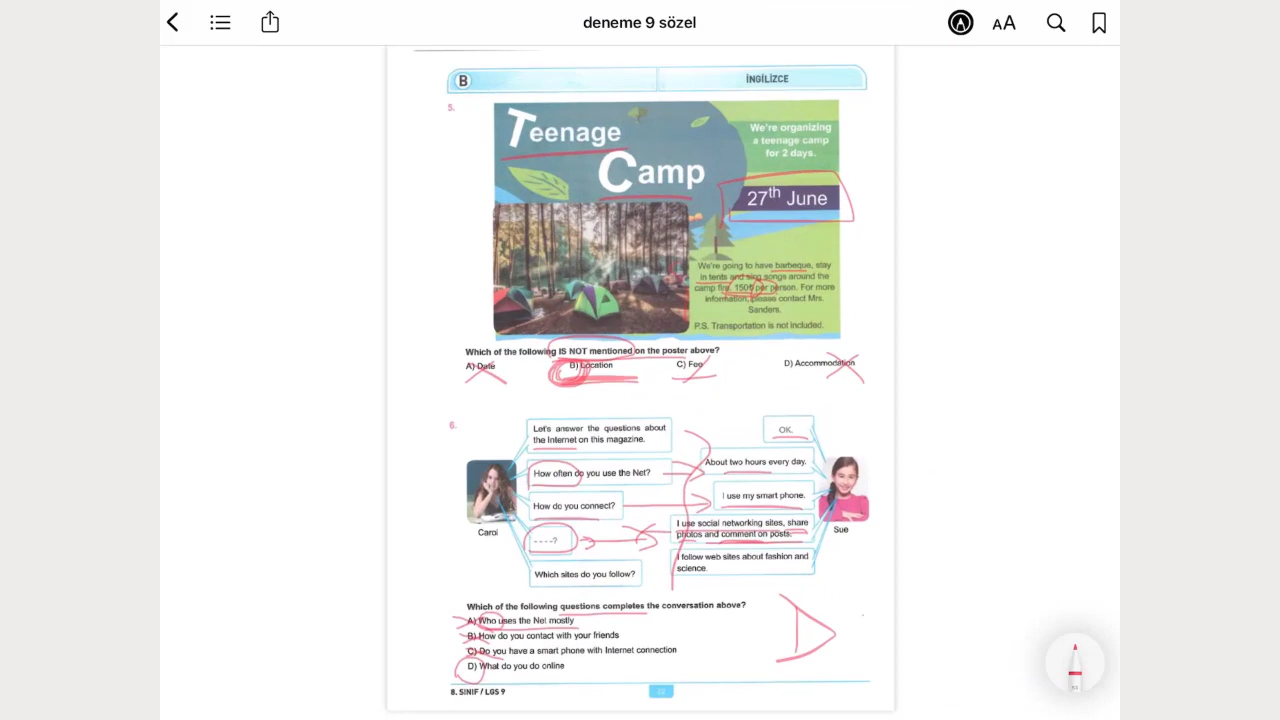 deneme 9 sözel
AA
B
İNGİLİZCE
5.
Teenage
Camp
We're organizing
a teenage camp
for 2 days.
27th June
We're going to have barbeque, stay
in tents and sing songs around the
camp fire. 150₺ per person. For more
information, please contact Mrs.
Sanders.
P.S. Transportation is not included.
Which of the following IS NOT mentioned on the poster above?
A) Date
B) Location
C) Fee
D) Accommodation
6.
Let's answer the questions about
the Internet on this magazine.
OK.
How often do you use the Net?
About two hours every day.
How do you connect?
I use my smart phone.
- - - -?
I use social networking sites, share
photos and comment on posts.
Which sites do you follow?
I follow web sites about fashion and
science.
Carol
Sue
Which of the following questions completes the conversation above?
A) Who uses the Net mostly
B) How do you contact with your friends
C) Do you have a smart phone with Internet connection
D) What do you do online
D
8. SINIF / LGS 9